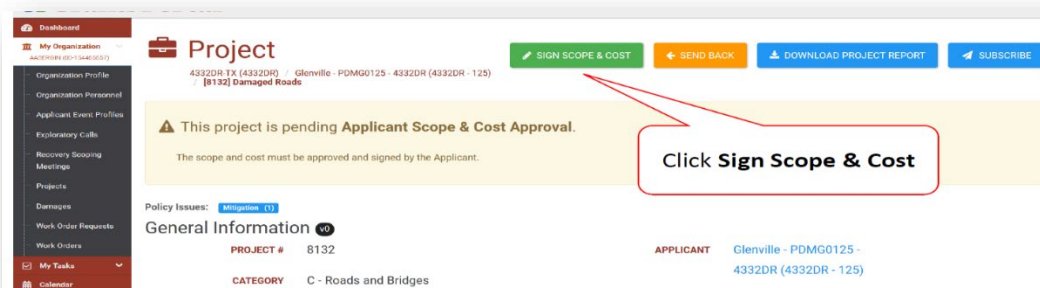 Dashboard
My Organization
Organization Profile
Organization Personnel
Applicant Event Profiles
Exploratory Calls
Recovery Scoping
Meetings
Projects
Damages
Work Order Requests
Work Orders
My Tasks
Calendar
Project
4332DR-TX (4332DR) / Glenville - PDMG0125 - 4332DR (4332DR - 125)
/ [8132] Damaged Roads
SIGN SCOPE & COST
SEND BACK
DOWNLOAD PROJECT REPORT
SUBSCRIBE
This project is pending Applicant Scope & Cost Approval.
The scope and cost must be approved and signed by the Applicant.
Click Sign Scope & Cost
Policy Issues: Mitigation (1)
General Information v0
PROJECT # 8132
CATEGORY C - Roads and Bridges
APPLICANT Glenville - PDMG0125 -
4332DR (4332DR - 125)